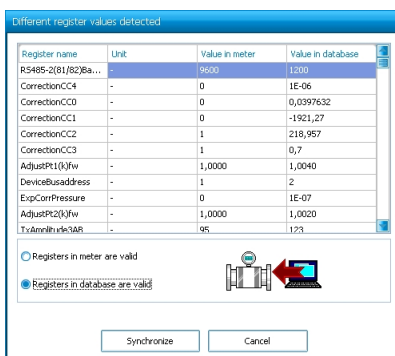 Different register values detected
Register name Unit Value in meter Value in database
RS485-2(81/82)Ba... - 9600 1200
CorrectionCC4 - 0 1E-06
CorrectionCC0 - 0 0,0397632
CorrectionCC1 - 0 -1921,27
CorrectionCC2 - 1 218,957
CorrectionCC3 - 1 0,7
AdjustPt1(k)fw - 1,0000 1,0040
DeviceBusaddress - 1 2
ExpCorrPressure - 0 1E-07
AdjustPt2(k)fw - 1,0000 1,0020
TxAmplitude3AB - 95 123
Registers in meter are valid
Registers in database are valid
Synchronize Cancel